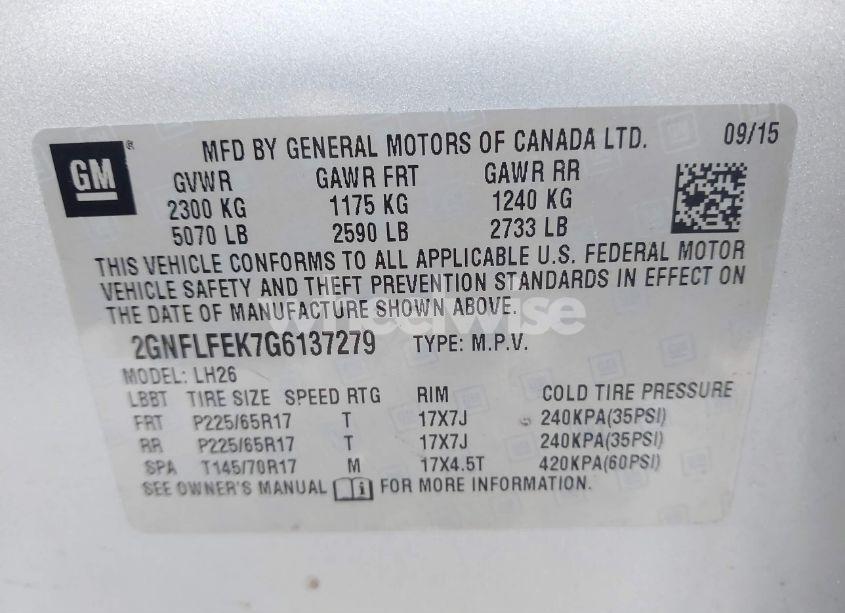 GM
MFD BY GENERAL MOTORS OF CANADA LTD. 09/15
GVWR GAWR FRT GAWR RR
2300 KG 1175 KG 1240 KG
5070 LB 2590 LB 2733 LB
THIS VEHICLE CONFORMS TO ALL APPLICABLE U.S. FEDERAL MOTOR
VEHICLE SAFETY AND THEFT PREVENTION STANDARDS IN EFFECT ON
THE DATE OF MANUFACTURE SHOWN ABOVE.
wheelwise
2GNFLFEK7G6137279 TYPE: M.P.V.
MODEL: LH26
LBBT TIRE SIZE SPEED RTG RIM COLD TIRE PRESSURE
FRT P225/65R17 T 17X7J 240KPA(35PSI)
RR P225/65R17 T 17X7J 240KPA(35PSI)
SPA T145/70R17 M 17X4.5T 420KPA(60PSI)
SEE OWNER'S MANUAL FOR MORE INFORMATION.